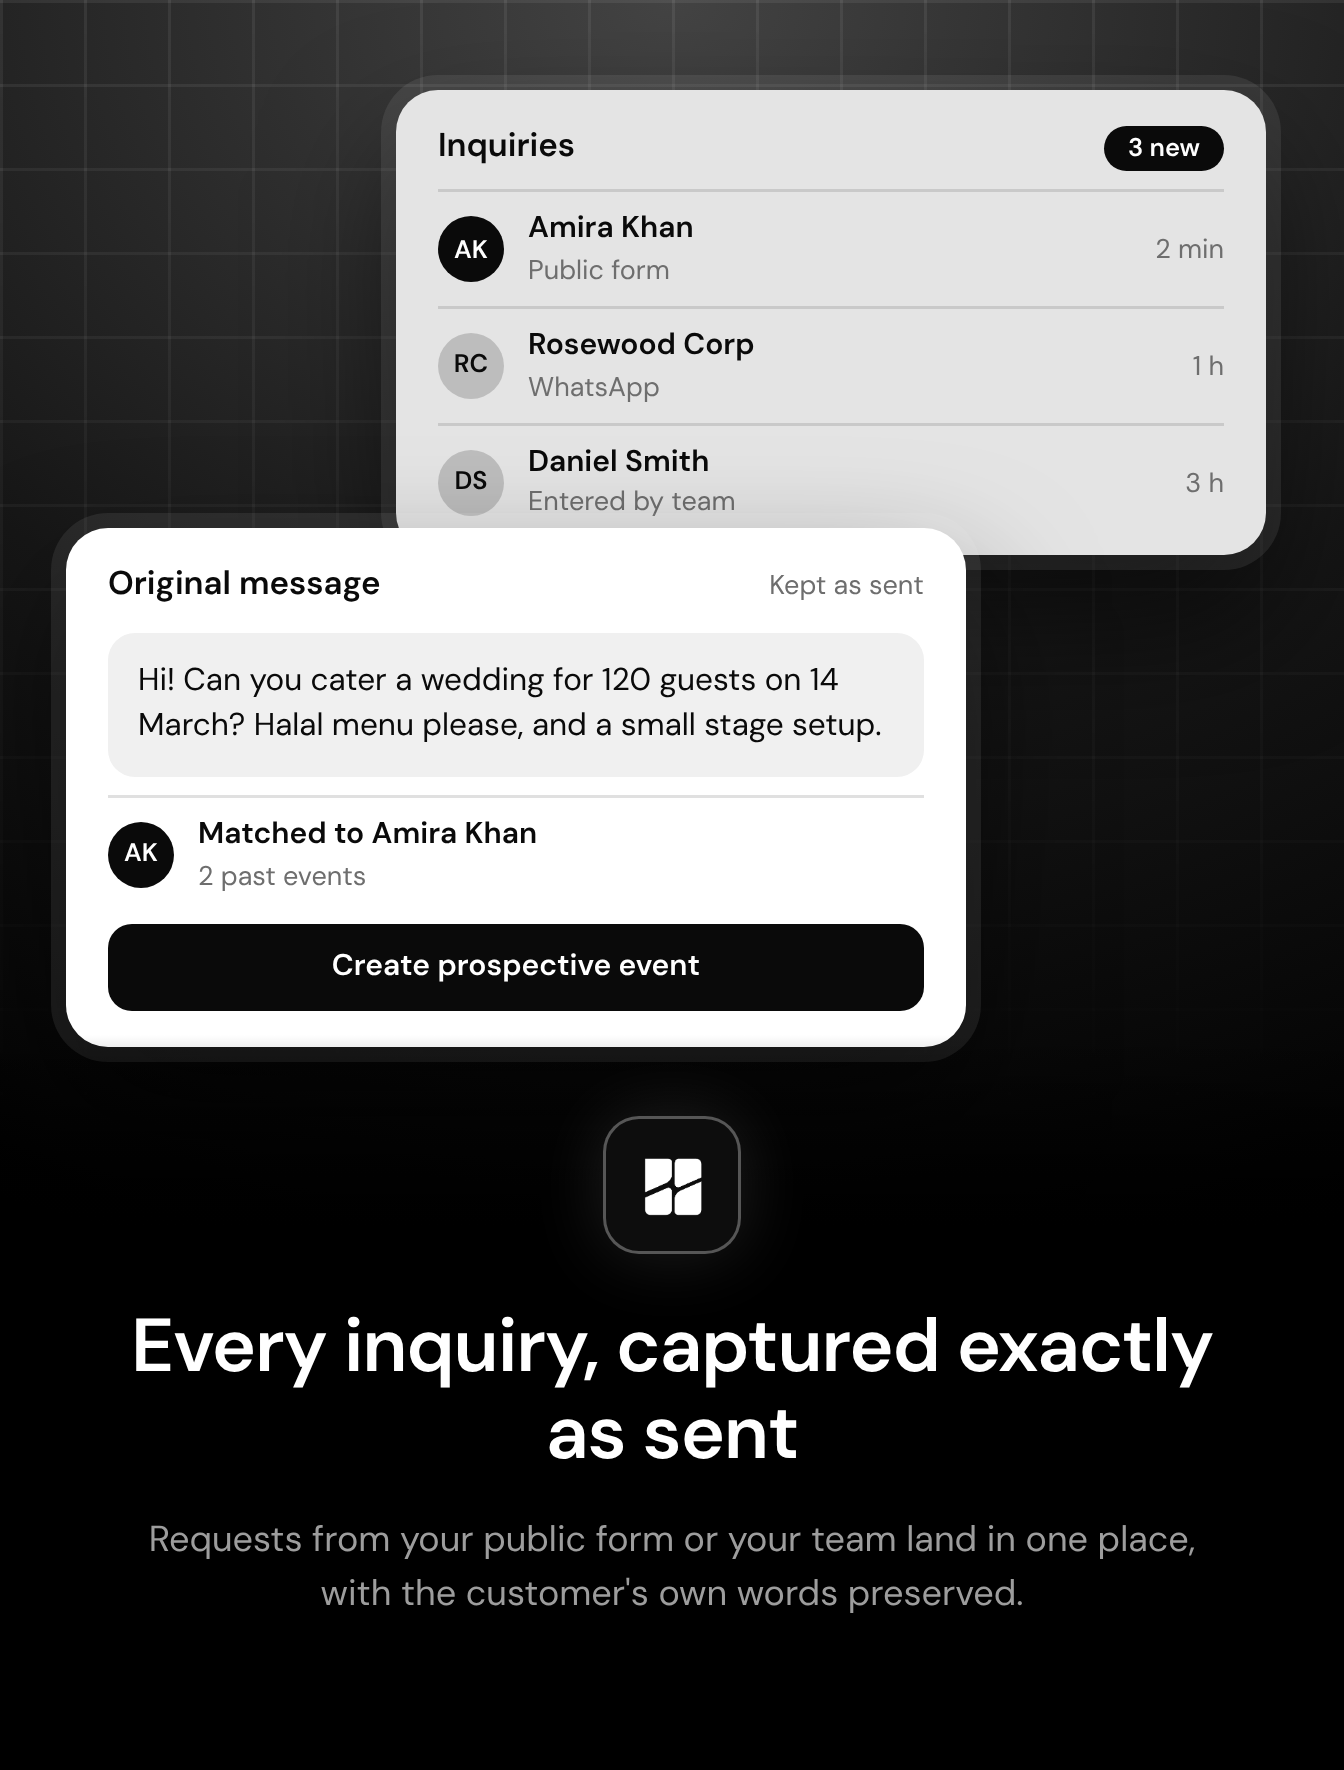 Inquiries
3 new
AK
Amira Khan
Public form
2 min
RC
Rosewood Corp
WhatsApp
1 h
DS
Daniel Smith
Entered by team
3 h
Original message
Kept as sent
Hi! Can you cater a wedding for 120 guests on 14
March? Halal menu please, and a small stage setup.
AK
Matched to Amira Khan
2 past events
Create prospective event
Every inquiry, captured exactly
as sent
Requests from your public form or your team land in one place,
with the customer's own words preserved.